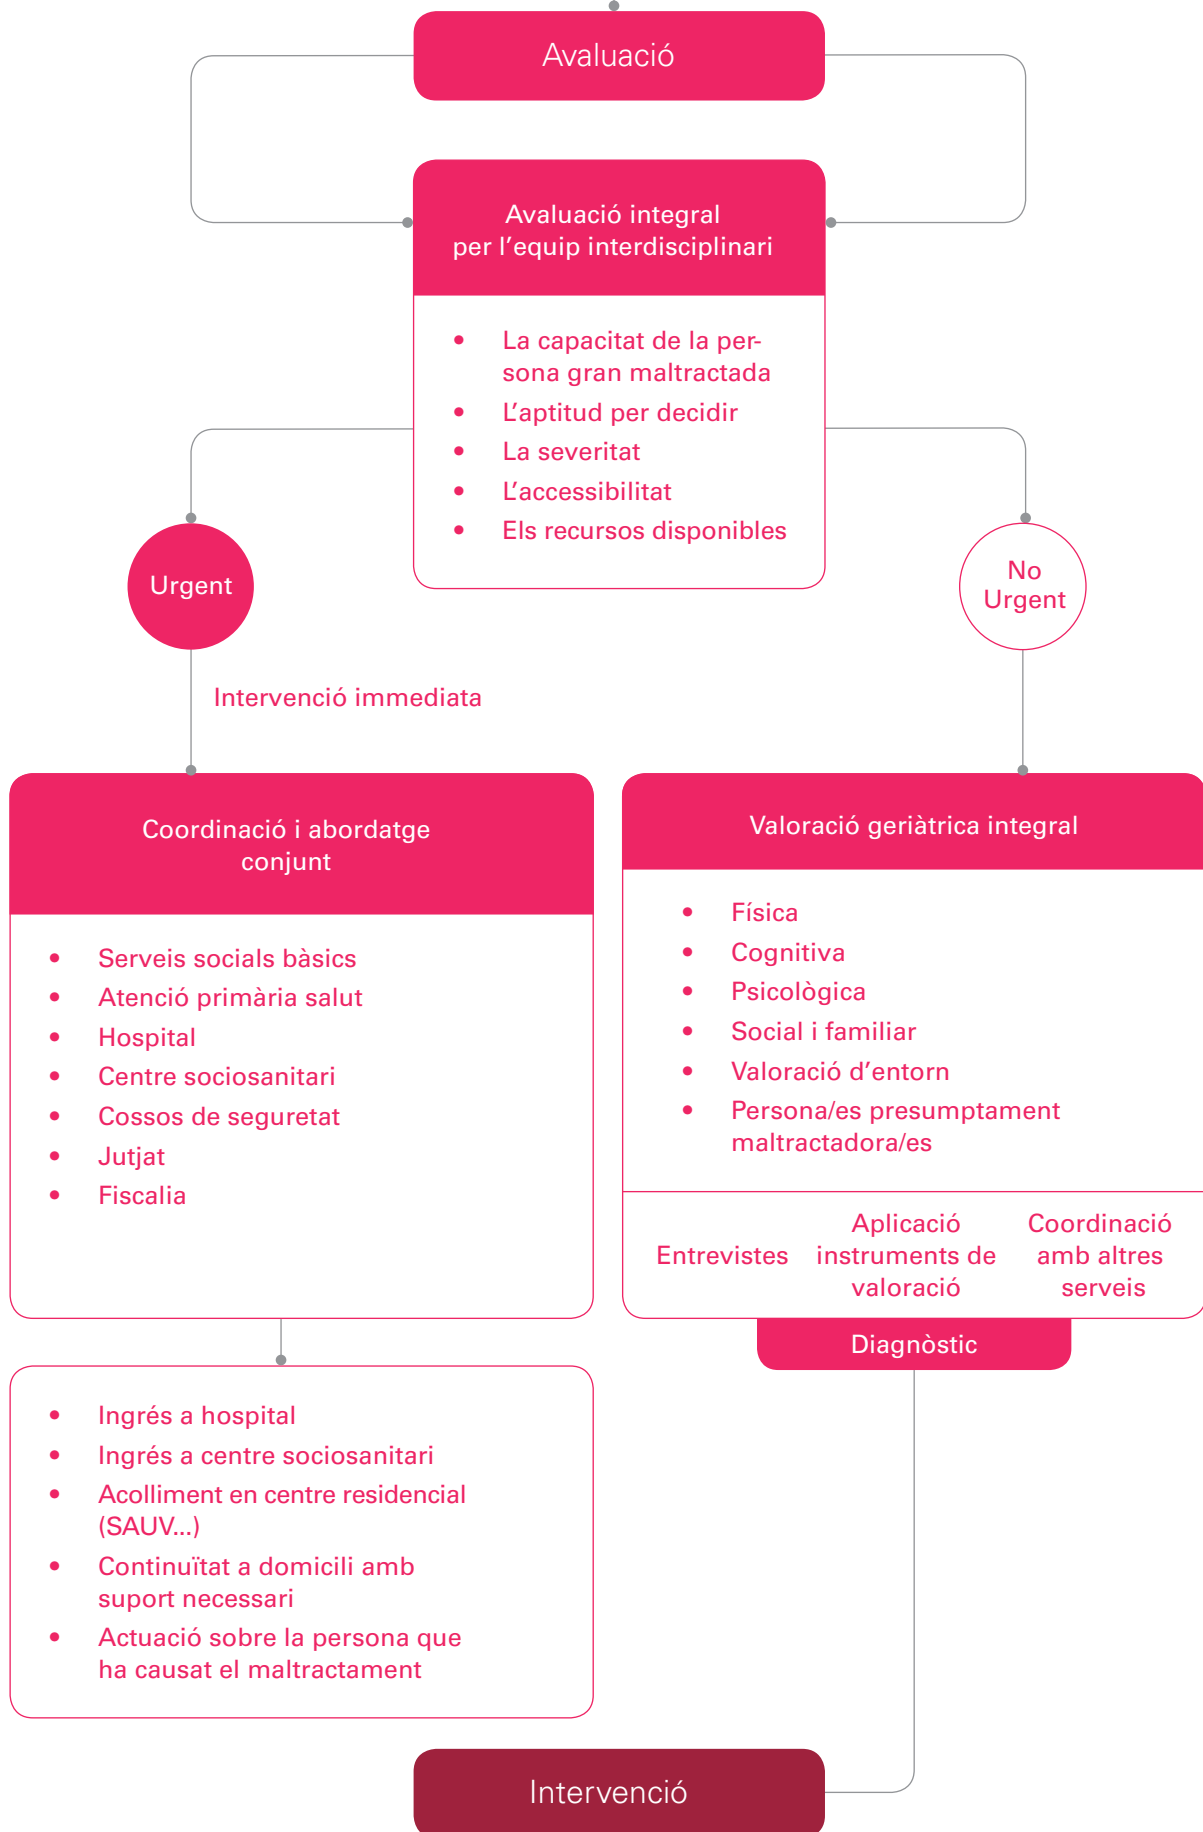 Avaluació
Avaluació integral
per l'equip interdisciplinari
• La capacitat de la per-
sona gran maltractada
• L'aptitud per decidir
• La severitat
• L'accessibilitat
• Els recursos disponibles
Urgent
No
Urgent
Intervenció immediata
Coordinació i abordatge
conjunt
• Serveis socials bàsics
• Atenció primària salut
• Hospital
• Centre sociosanitari
• Cossos de seguretat
• Jutjat
• Fiscalia
Valoració geriàtrica integral
• Física
• Cognitiva
• Psicològica
• Social i familiar
• Valoració d'entorn
• Persona/es presumptament
maltractadora/es
Entrevistes
Aplicació
instruments de
valoració
Coordinació
amb altres
serveis
Diagnòstic
• Ingrés a hospital
• Ingrés a centre sociosanitari
• Acolliment en centre residencial
(SAUV...)
• Continuïtat a domicili amb
suport necessari
• Actuació sobre la persona que
ha causat el maltractament
Intervenció